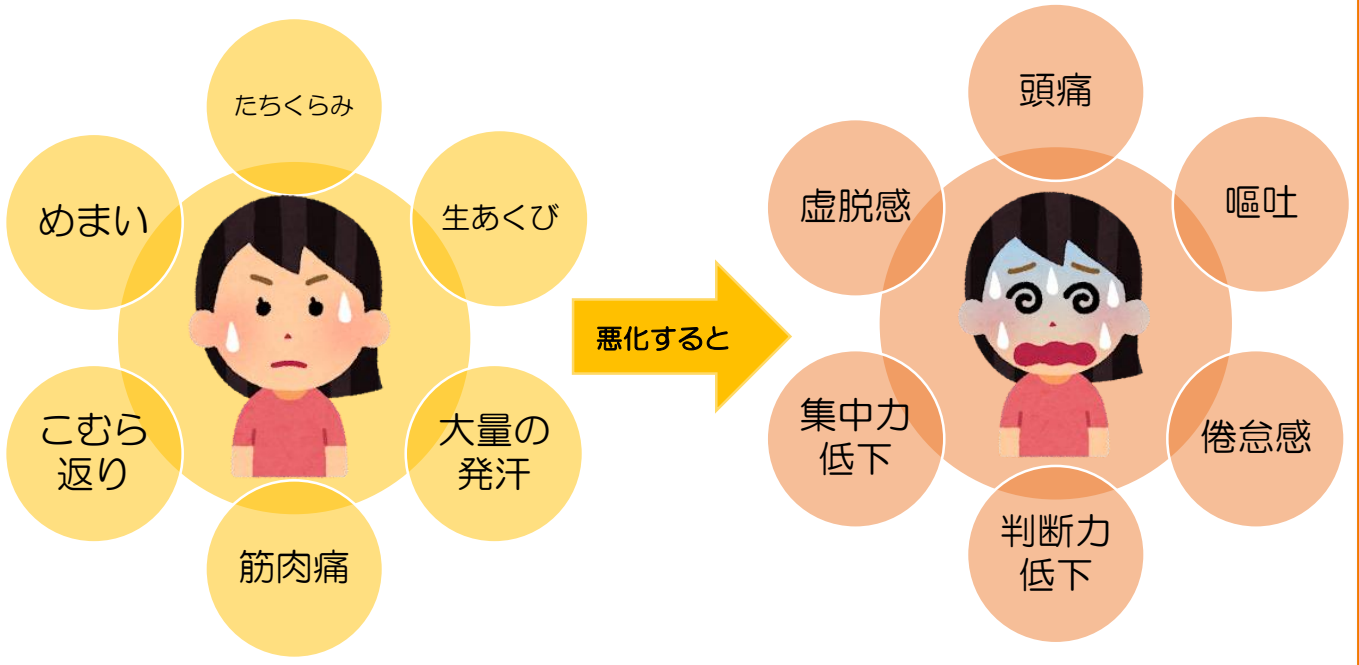 たちくらみ
生あくび
大量の
発汗
筋肉痛
こむら
返り
めまい
悪化すると
頭痛
嘔吐
倦怠感
判断力
低下
集中力
低下
虚脱感